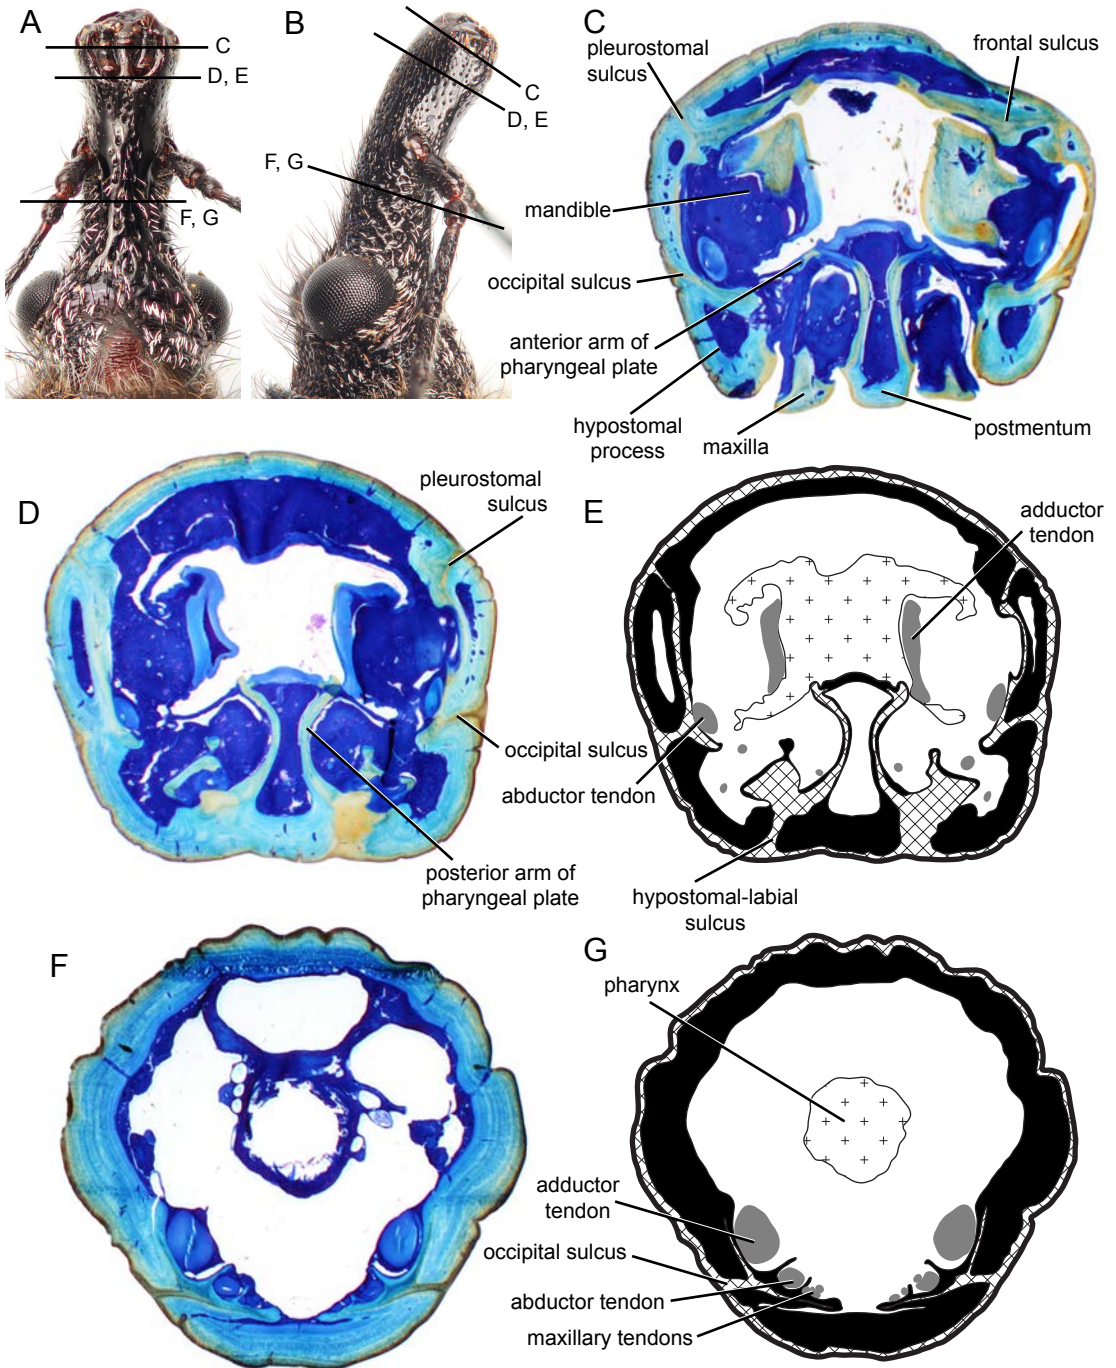 A
C
D, E
F, G
B
C
D, E
F, G
C
pleurostomal
sulcus
frontal sulcus
mandible
occipital sulcus
anterior arm of
pharyngeal plate
hypostomal
process
maxilla
postmentum
D
pleurostomal
sulcus
occipital sulcus
posterior arm of
pharyngeal plate
E
adductor
tendon
abductor tendon
hypostomal-labial
sulcus
F
G
pharynx
adductor
tendon
occipital sulcus
abductor tendon
maxillary tendons